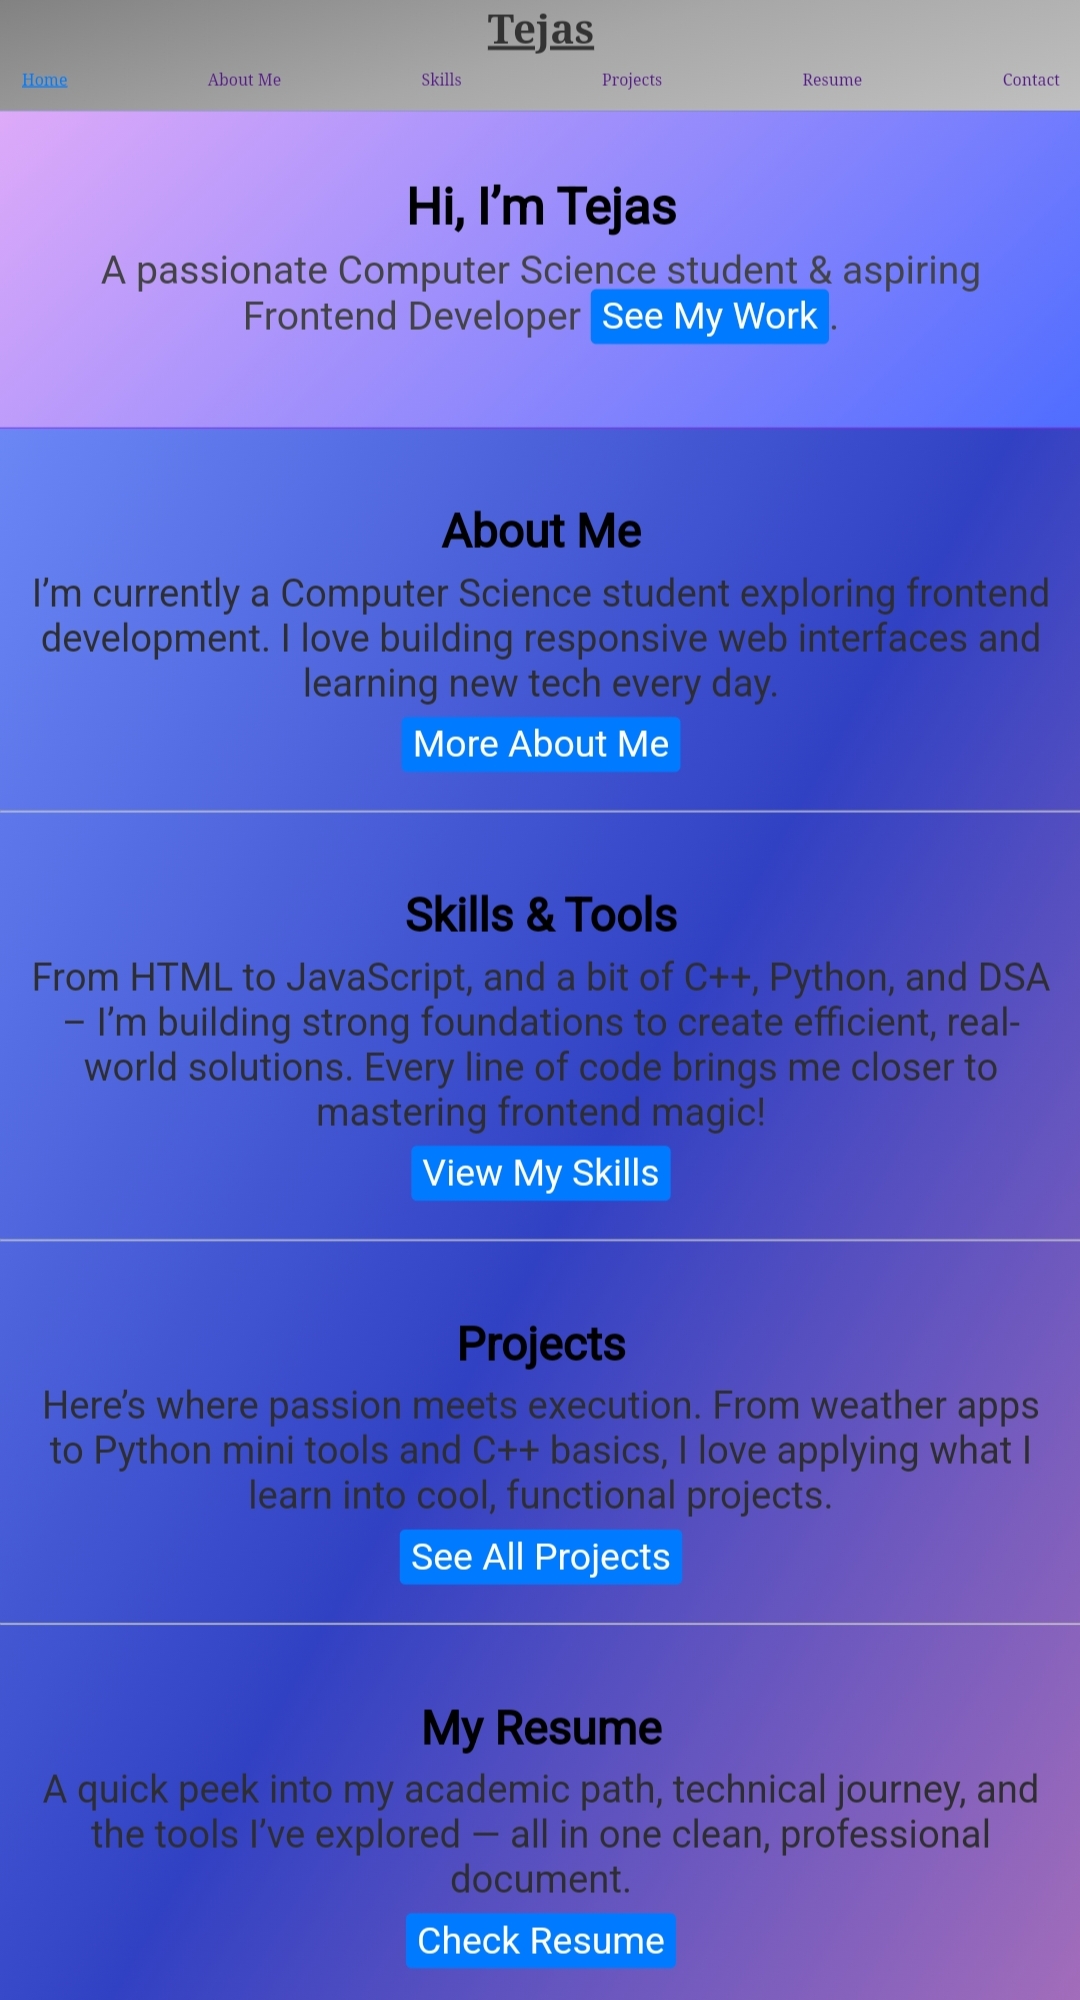 Tejas
Home About Me Skills Projects Resume Contact
Hi, I’m Tejas
A passionate Computer Science student & aspiring
Frontend Developer See My Work .
About Me
I’m currently a Computer Science student exploring frontend
development. I love building responsive web interfaces and
learning new tech every day.
More About Me
Skills & Tools
From HTML to JavaScript, and a bit of C++, Python, and DSA
– I’m building strong foundations to create efficient, real-
world solutions. Every line of code brings me closer to
mastering frontend magic!
View My Skills
Projects
Here’s where passion meets execution. From weather apps
to Python mini tools and C++ basics, I love applying what I
learn into cool, functional projects.
See All Projects
My Resume
A quick peek into my academic path, technical journey, and
the tools I’ve explored — all in one clean, professional
document.
Check Resume